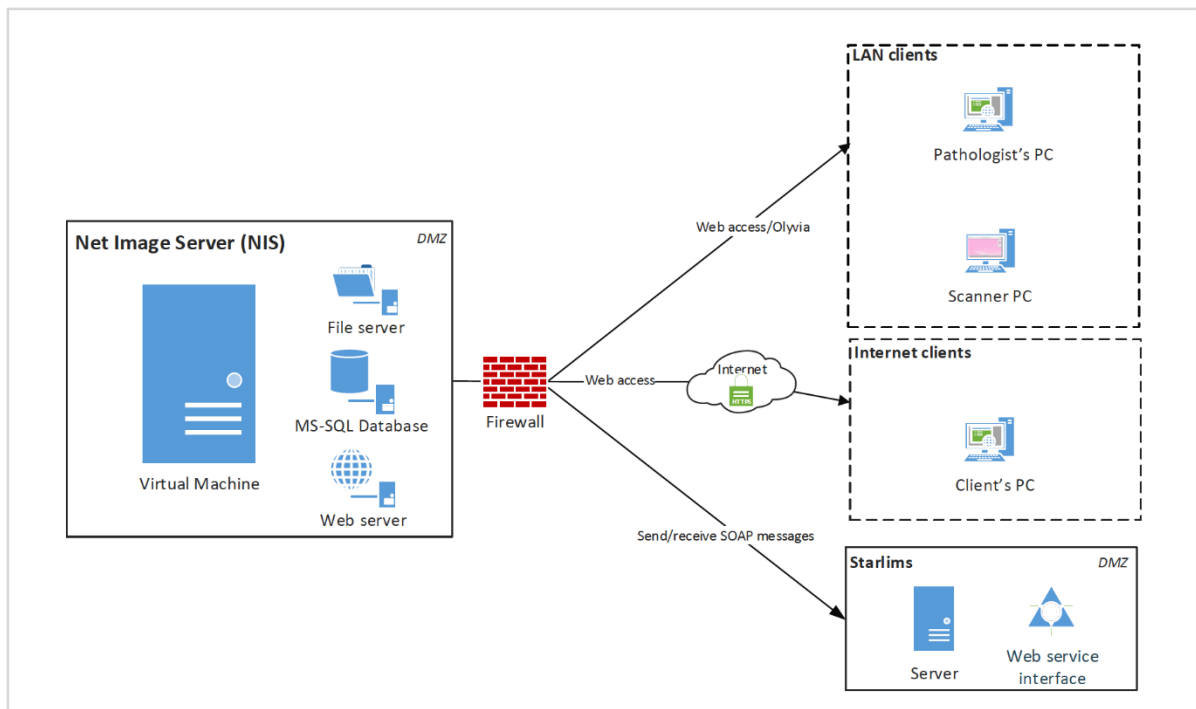 Net Image Server (NIS)
DMZ
Virtual Machine
File server
MS-SQL Database
Web server
Firewall
Web access/Olyvia
Web access
Internet
HTTPS
Send/receive SOAP messages
LAN clients
Pathologist's PC
Scanner PC
Internet clients
Client's PC
Starlims
DMZ
Server
Web service
interface